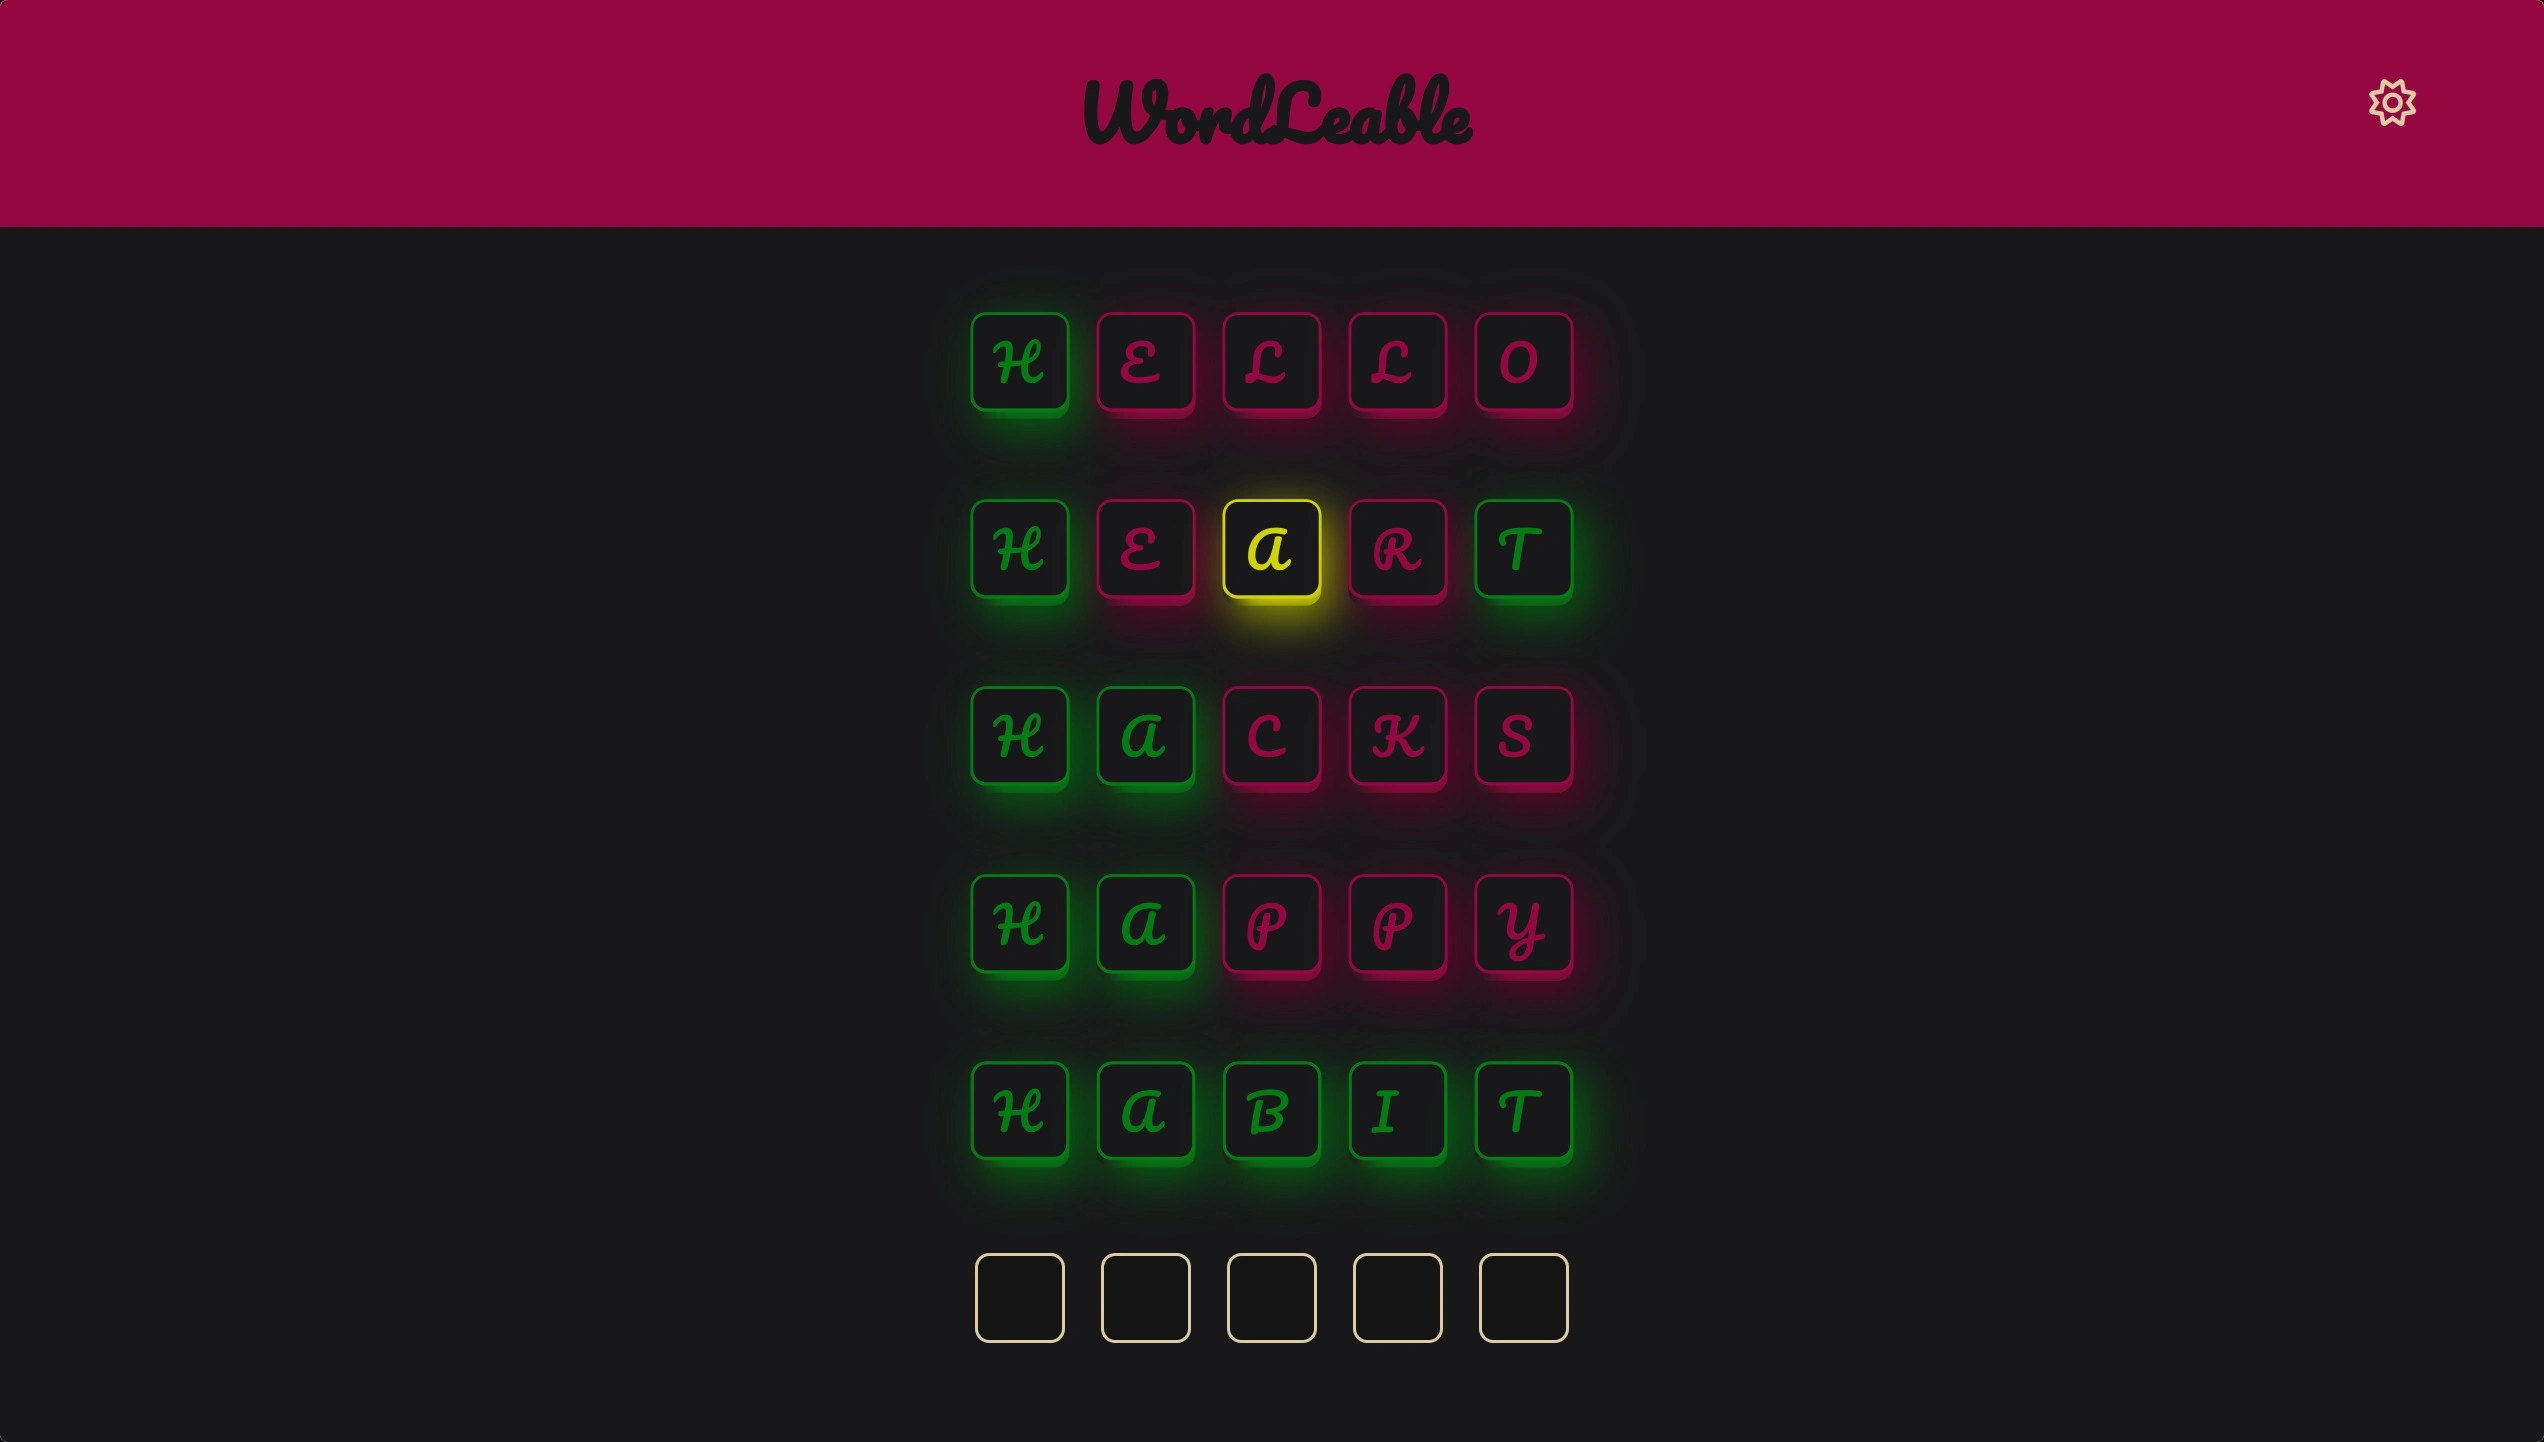 WordLeable
H E L L O
H E A R T
H A C K S
H A P P Y
H A B I T